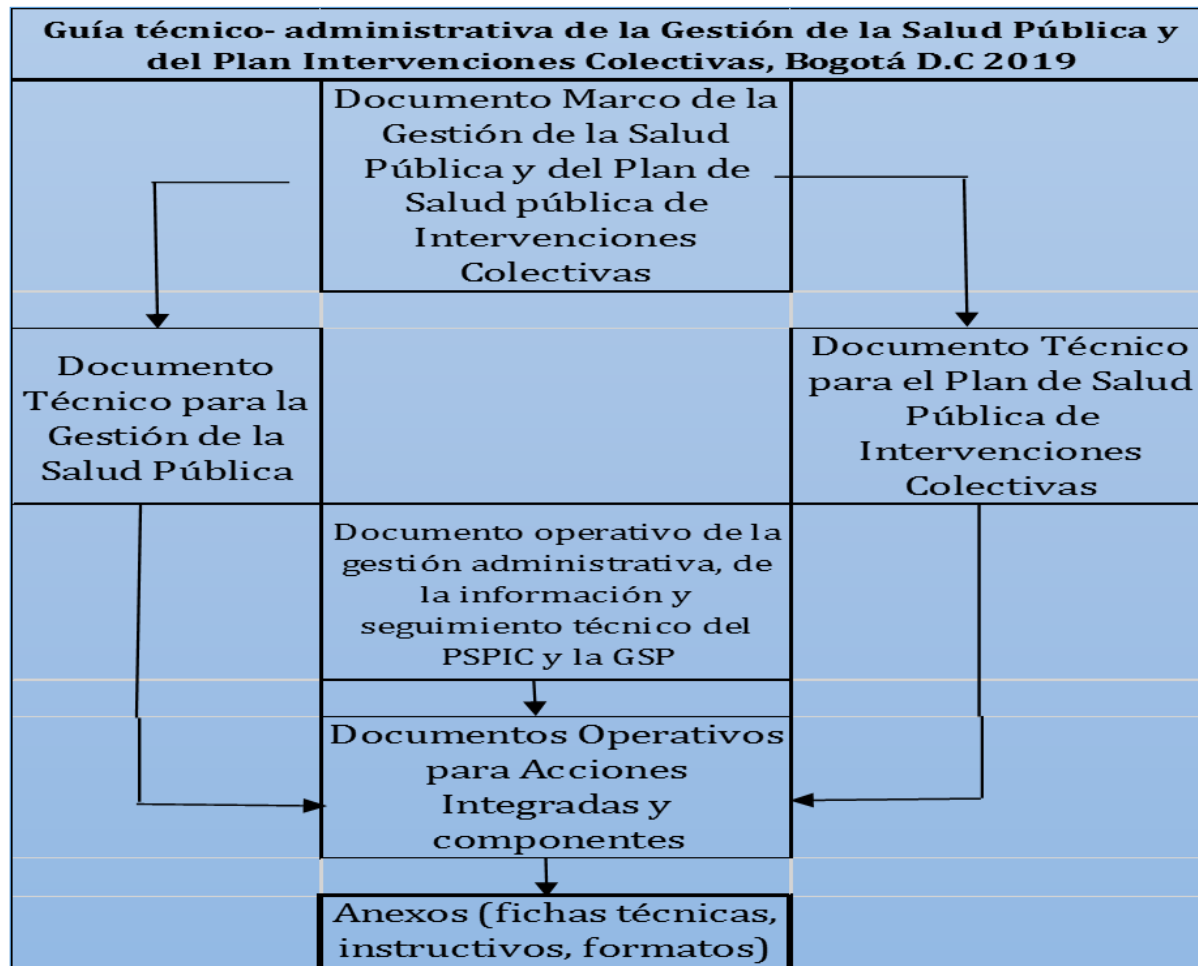 Guía técnico- administrativa de la Gestión de la Salud Pública y
del Plan Intervenciones Colectivas, Bogotá D.C 2019
Documento Marco de la
Gestión de la Salud
Pública y del Plan de
Salud pública de
Intervenciones
Colectivas
Documento
Técnico para la
Gestión de la
Salud Pública
Documento Técnico
para el Plan de Salud
Pública de
Intervenciones
Colectivas
Documento operativo de la
gestión administrativa, de
la información y
seguimiento técnico del
PSPIC y la GSP
Documentos Operativos
para Acciones
Integradas y
componentes
Anexos (fichas técnicas,
instructivos, formatos)